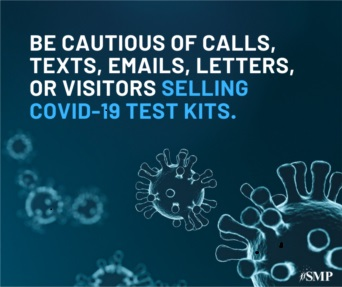 BE CAUTIOUS OF CALLS,
TEXTS, EMAILS, LETTERS,
OR VISITORS SELLING
COVID-19 TEST KITS.
SMP